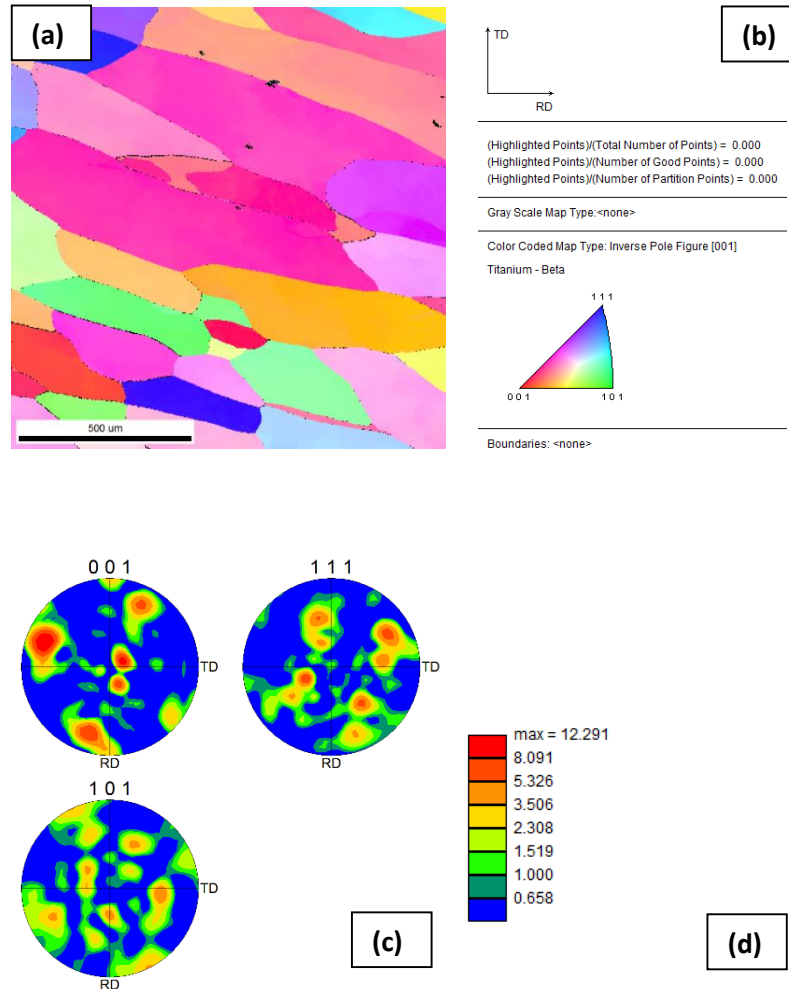 (a)
500 um
(b)
TD
RD
(Highlighted Points)/(Total Number of Points) = 0.000
(Highlighted Points)/(Number of Good Points) = 0.000
(Highlighted Points)/(Number of Partition Points) = 0.000
Gray Scale Map Type:<none>
Color Coded Map Type: Inverse Pole Figure [001]
Titanium - Beta
1 1 1
0 0 1
1 0 1
Boundaries: <none>
0 0 1
TD
RD
1 1 1
TD
RD
1 0 1
TD
RD
(c)
max = 12.291
8.091
5.326
3.506
2.308
1.519
1.000
0.658
(d)